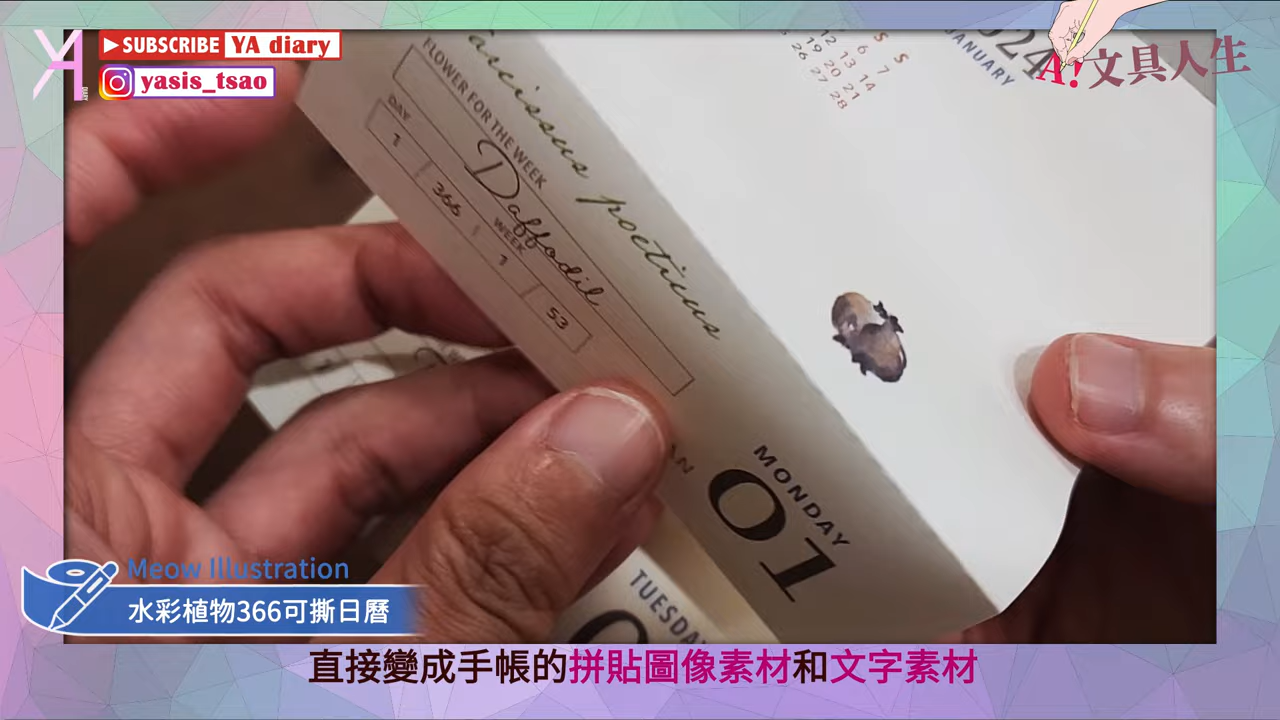 YA
DIARY
SUBSCRIBE YA diary
yasis_tsao
A!文具人生
JANUARY
S S
6 7
12 13 14
19 20 21
26 27 28
poeticus
FLOWER FOR THE WEEK
Daffodil
DAY
WEEK
1 366 1 53
MONDAY
01
Meow Illustration
水彩植物366可撕日曆
直接變成手帳的拼貼圖像素材和文字素材